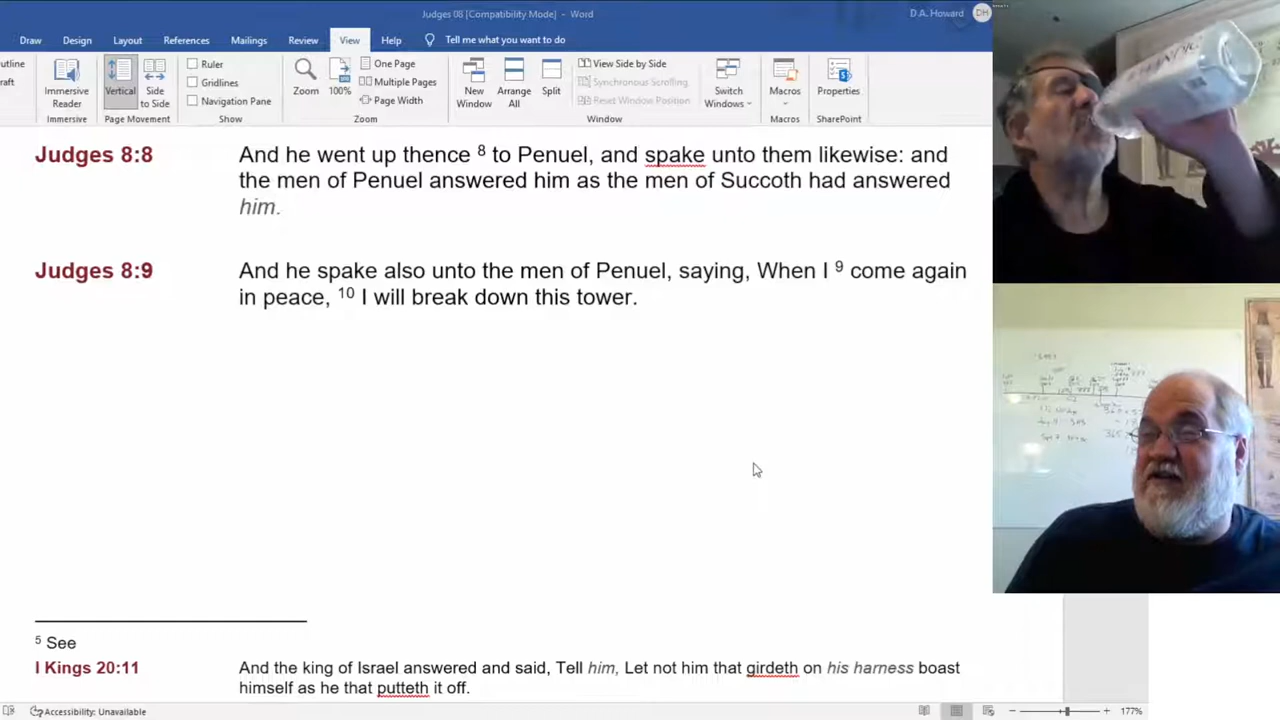 Judges 08 [Compatibility Mode] - Word
D.A. Howard DH
Draw Design Layout References Mailings Review View Help Tell me what you want to do
utline
raft
Immersive Reader
Immersive
Vertical
Side to Side
Page Movement
Ruler
Gridlines
Navigation Pane
Show
Zoom
100%
One Page
Multiple Pages
Page Width
Zoom
New Window
Arrange All
Split
View Side by Side
Synchronous Scrolling
Reset Window Position
Window
Switch Windows
Macros
Macros
Properties
SharePoint
Judges 8:8 And he went up thence 8 to Penuel, and spake unto them likewise: and
the men of Penuel answered him as the men of Succoth had answered
him.
Judges 8:9 And he spake also unto the men of Penuel, saying, When I 9 come again
in peace, 10 I will break down this tower.
5 See
I Kings 20:11 And the king of Israel answered and said, Tell him, Let not him that girdeth on his harness boast
himself as he that putteth it off.
Accessibility: Unavailable
177%